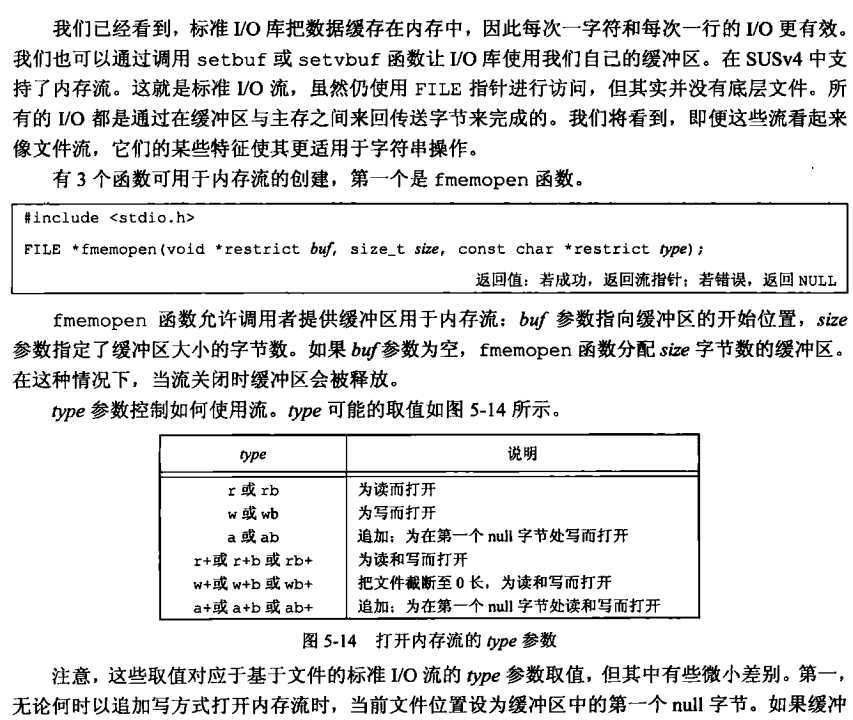 我们已经看到，标准 I/O 库把数据缓存在内存中，因此每次一字符和每次一行的 I/O 更有效。
我们也可以通过调用 setbuf 或 setvbuf 函数让 I/O 库使用我们自己的缓冲区。在 SUSv4 中支
持了内存流。这就是标准 I/O 流，虽然仍使用 FILE 指针进行访问，但其实并没有底层文件。所
有的 I/O 都是通过在缓冲区与主存之间来回传送字节来完成的。我们将看到，即便这些流看起来
像文件流，它们的某些特征使其更适用于字符串操作。
有 3 个函数可用于内存流的创建，第一个是 fmemopen 函数。
#include <stdio.h>
FILE *fmemopen(void *restrict buf, size_t size, const char *restrict type);
返回值：若成功，返回流指针；若错误，返回 NULL
fmemopen 函数允许调用者提供缓冲区用于内存流：buf 参数指向缓冲区的开始位置，size
参数指定了缓冲区大小的字节数。如果 buf 参数为空，fmemopen 函数分配 size 字节数的缓冲区。
在这种情况下，当流关闭时缓冲区会被释放。
type 参数控制如何使用流。type 可能的取值如图 5-14 所示。
type 说明
r 或 rb 为读而打开
w 或 wb 为写而打开
a 或 ab 追加；为在第一个 null 字节处写而打开
r+或 r+b 或 rb+ 为读和写而打开
w+或 w+b 或 wb+ 把文件截断至 0 长，为读和写而打开
a+或 a+b 或 ab+ 追加；为在第一个 null 字节处读和写而打开
图 5-14 打开内存流的 type 参数
注意，这些取值对应于基于文件的标准 I/O 流的 type 参数取值，但其中有些微小差别。第一，
无论何时以追加写方式打开内存流时，当前文件位置设为缓冲区中的第一个 null 字节。如果缓冲